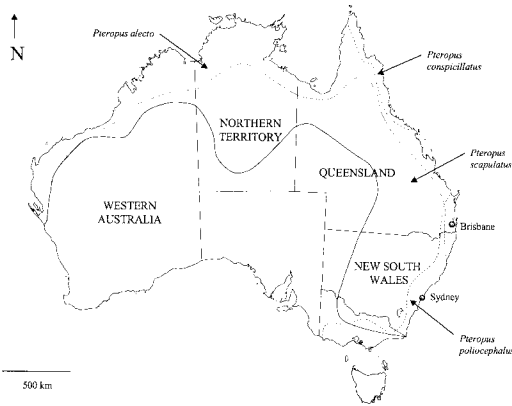 N
Pteropus alecto
Pteropus
conspicillatus
NORTHERN
TERRITORY
Pteropus
scapulatus
QUEENSLAND
WESTERN
AUSTRALIA
Brisbane
NEW SOUTH
WALES
Sydney
Pteropus
poliocephalus
500 km